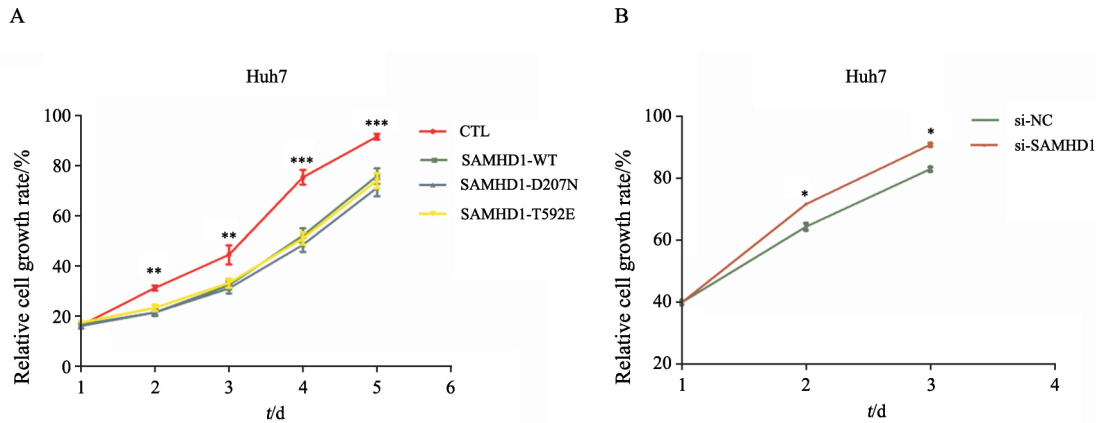 A
Huh7
Relative cell growth rate/%
100
80
60
40
20
0
1 2 3 4 5 6
t/d
** ** *** ***
CTL
SAMHD1-WT
SAMHD1-D207N
SAMHD1-T592E
B
Huh7
Relative cell growth rate/%
100
80
60
40
20
1 2 3 4
t/d
* *
si-NC
si-SAMHD1